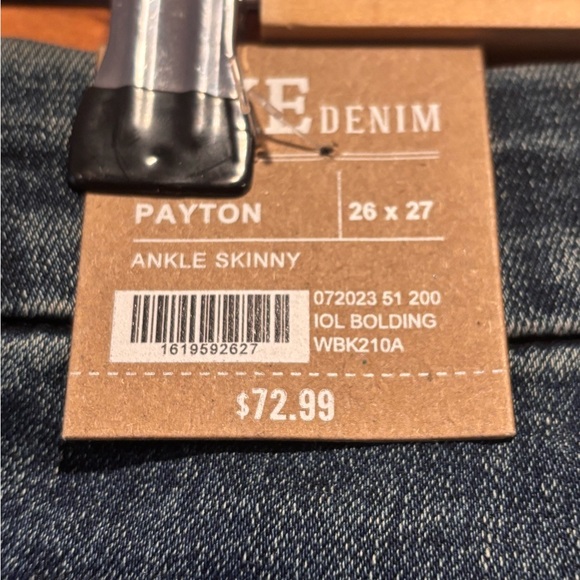 DENIM
PAYTON
26 x 27
ANKLE SKINNY
072023 51 200
IOL BOLDING
WBK210A
1619592627
$72.99